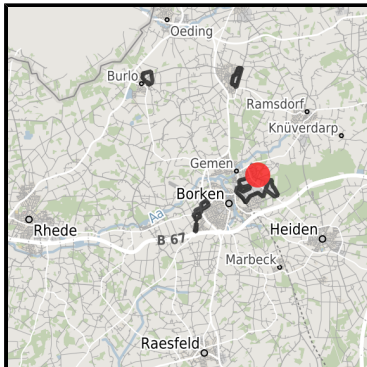 Oeding
Burlo
Ramsdorf
Knüverdarp
Gemen
Borken
Aa
Rhede
B 67
Heiden
Marbeck
Raesfeld